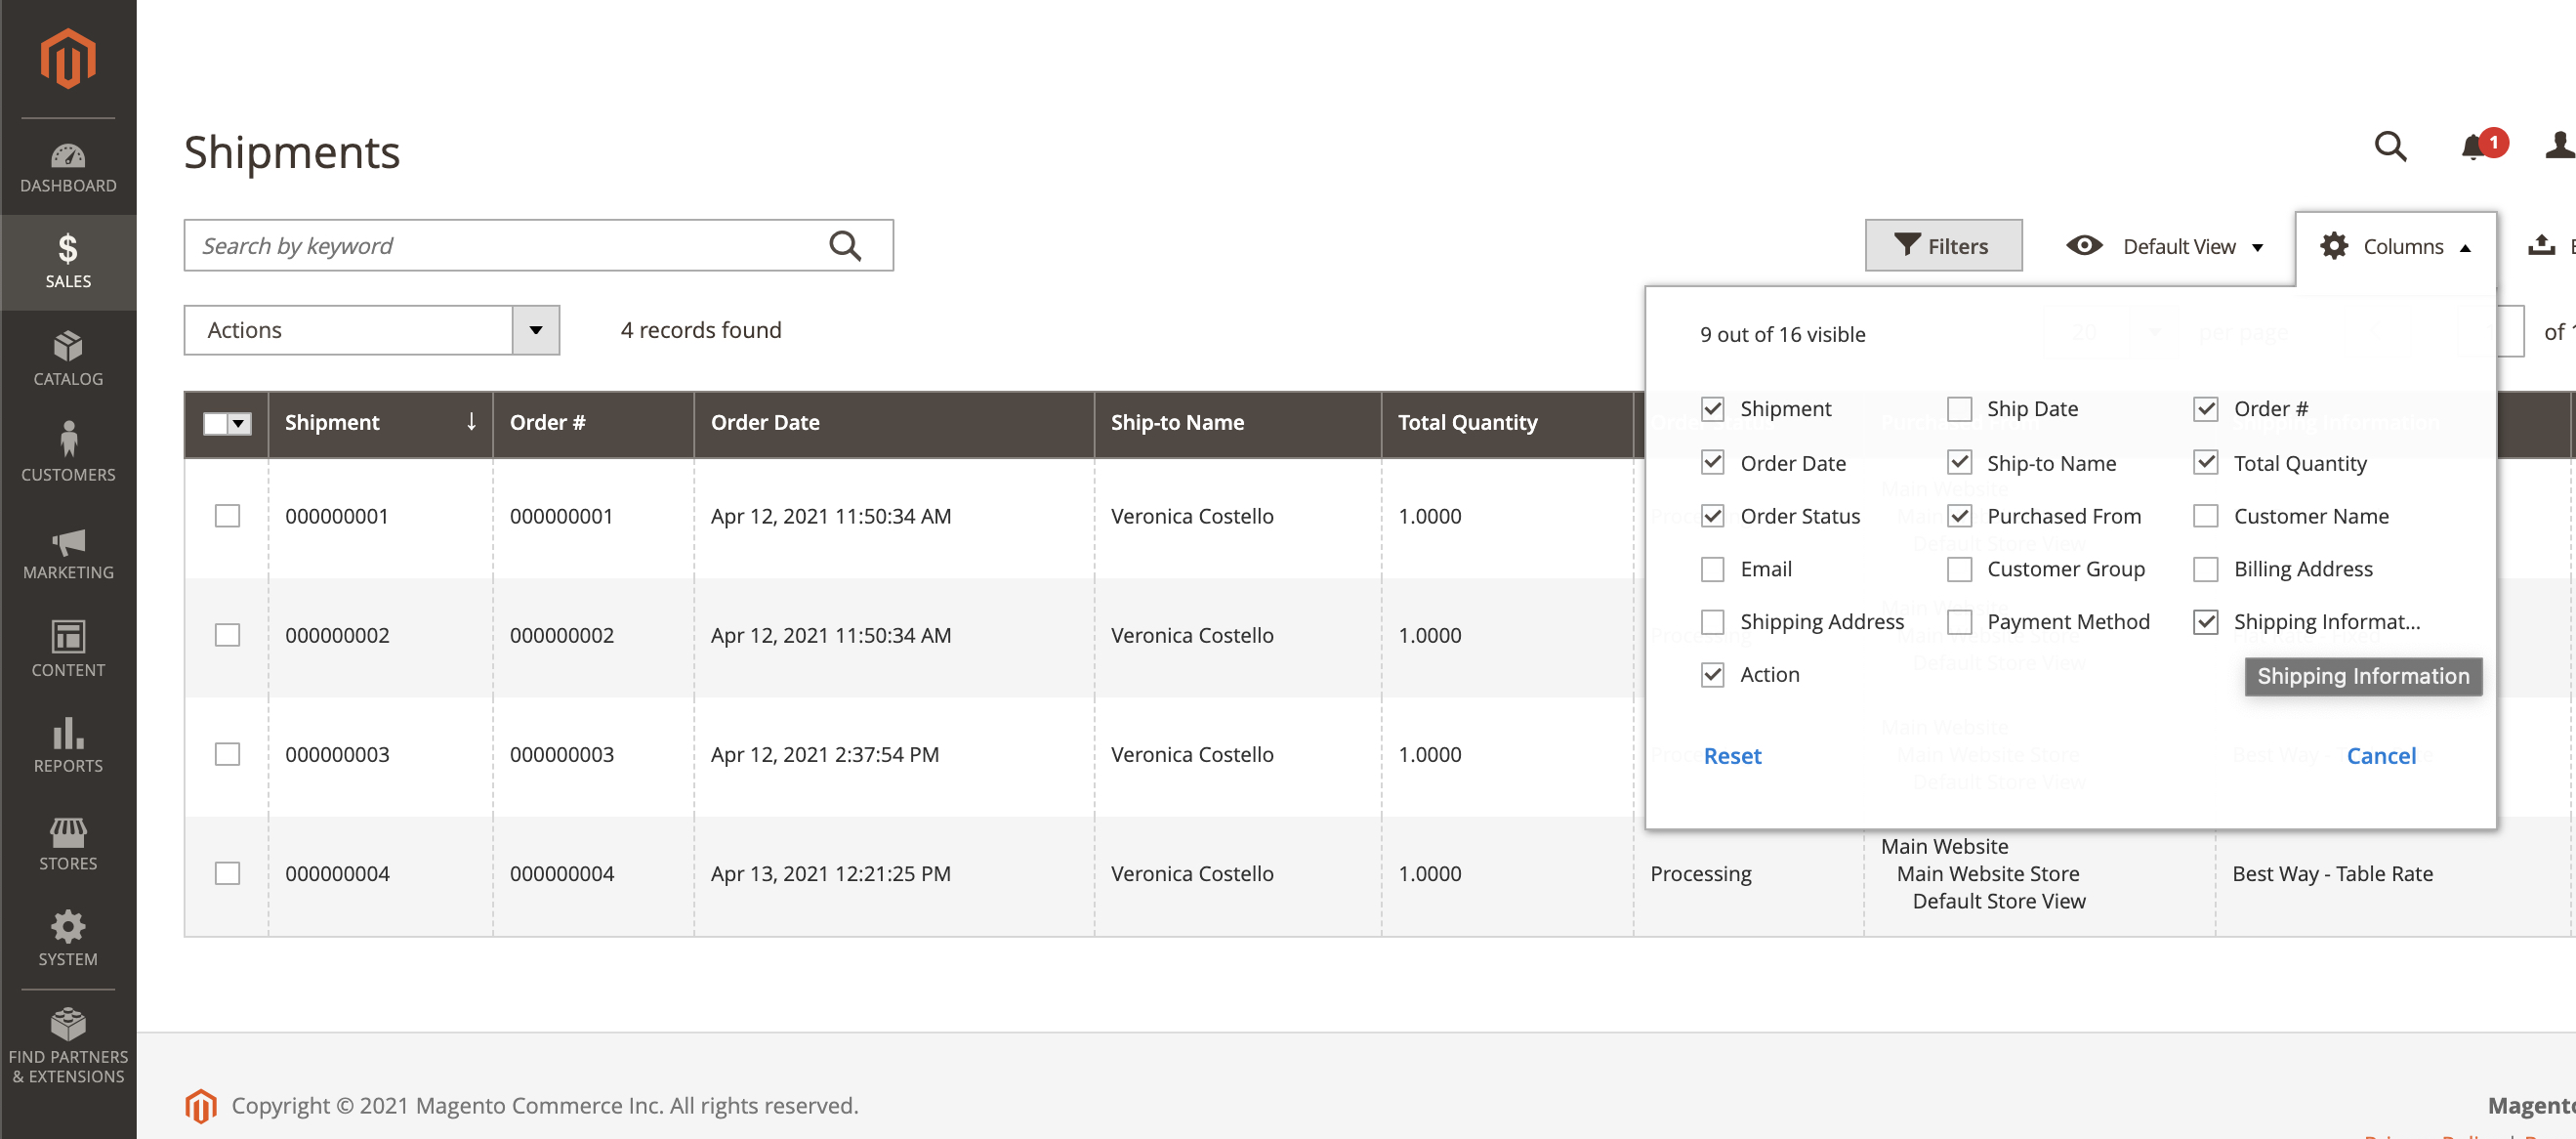 DASHBOARD
SALES
CATALOG
CUSTOMERS
MARKETING
CONTENT
REPORTS
STORES
SYSTEM
FIND PARTNERS
& EXTENSIONS
Shipments
1
Search by keyword
Filters
Default View
Columns
Actions
4 records found
9 out of 16 visible
20
per page
of
Shipment
Ship Date
Order #
Order Date
Ship-to Name
Total Quantity
Order Status
Purchased From
Customer Name
Email
Customer Group
Billing Address
Shipping Address
Payment Method
Shipping Informat...
Action
Shipping Information
Reset
Cancel
Shipment ↓ Order # Order Date Ship-to Name Total Quantity
000000001 000000001 Apr 12, 2021 11:50:34 AM Veronica Costello 1.0000
000000002 000000002 Apr 12, 2021 11:50:34 AM Veronica Costello 1.0000
000000003 000000003 Apr 12, 2021 2:37:54 PM Veronica Costello 1.0000
000000004 000000004 Apr 13, 2021 12:21:25 PM Veronica Costello 1.0000 Processing
Main Website
Main Website Store
Default Store View
Best Way - Table Rate
Copyright © 2021 Magento Commerce Inc. All rights reserved.
Magento